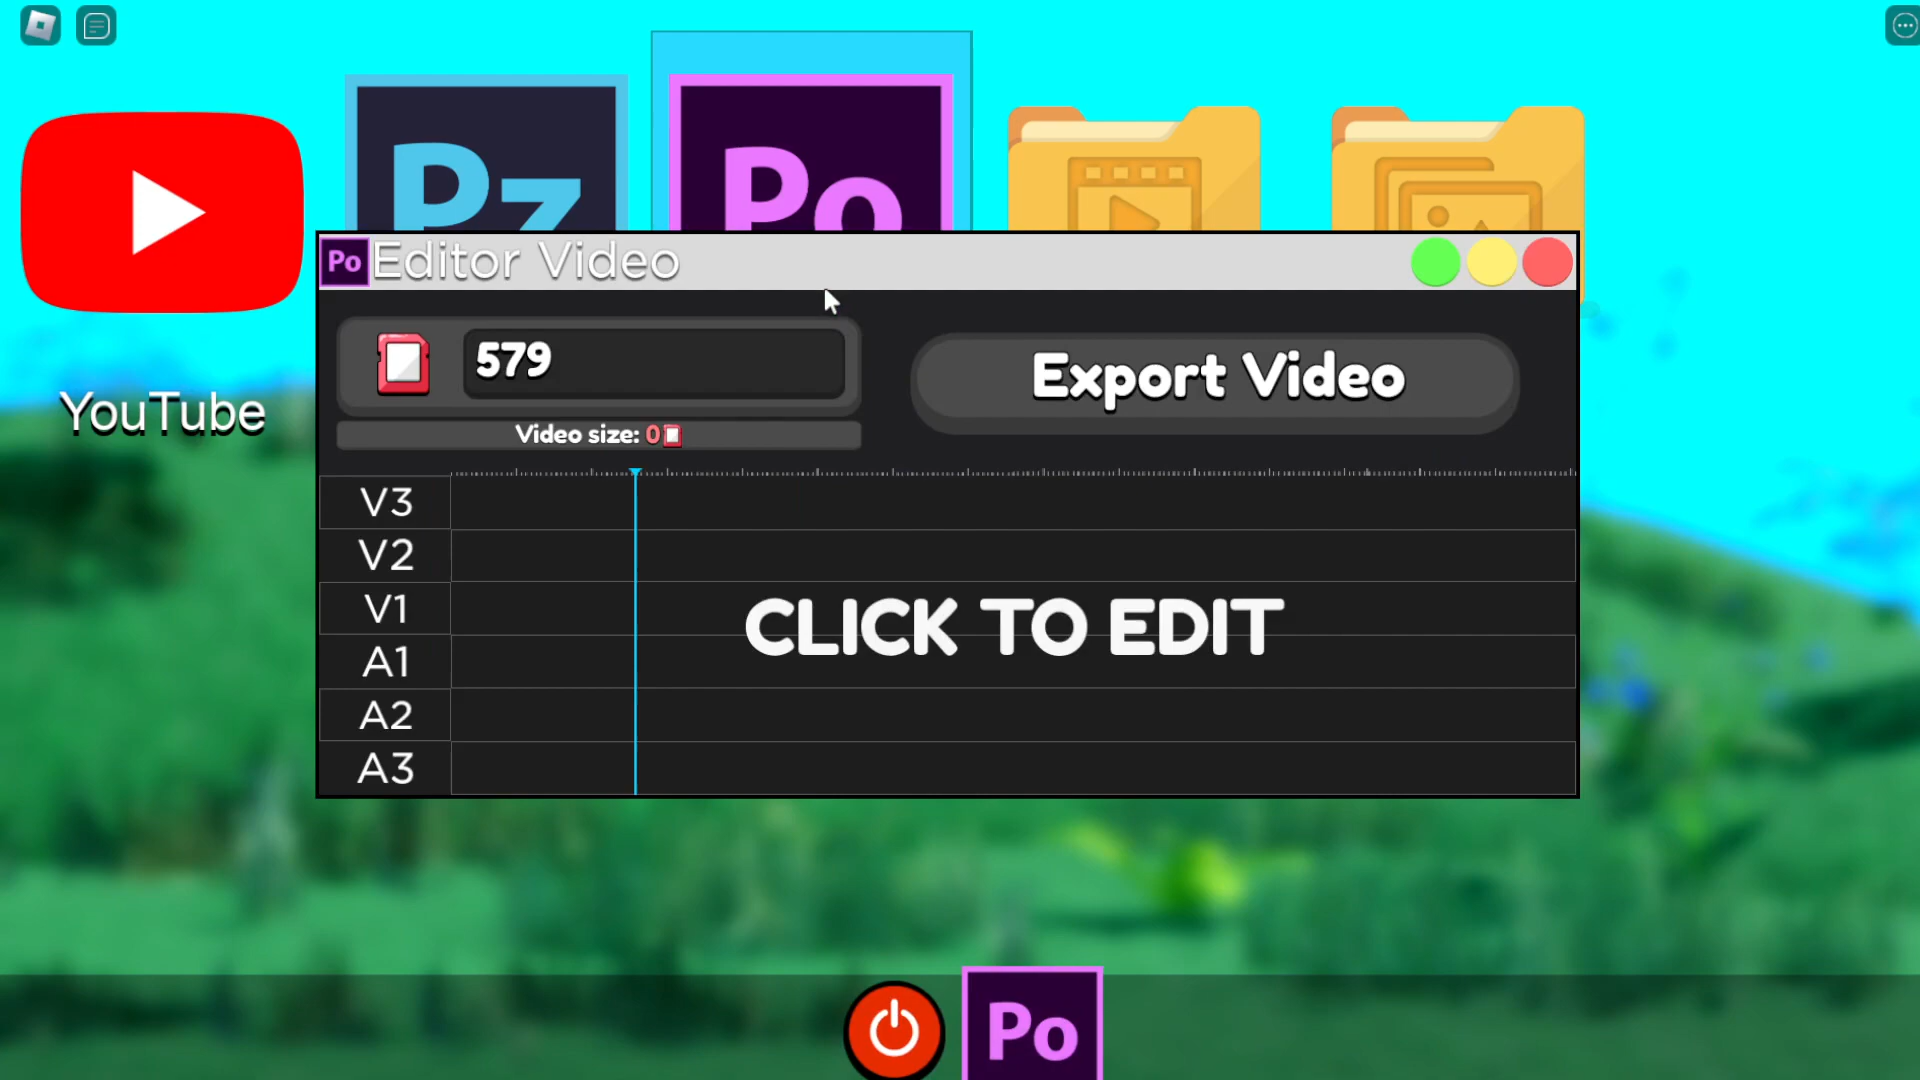 Pz
Po
Po Editor Video
579
Export Video
Video size: 0
YouTube
V3
V2
V1
CLICK TO EDIT
A1
A2
A3
Po